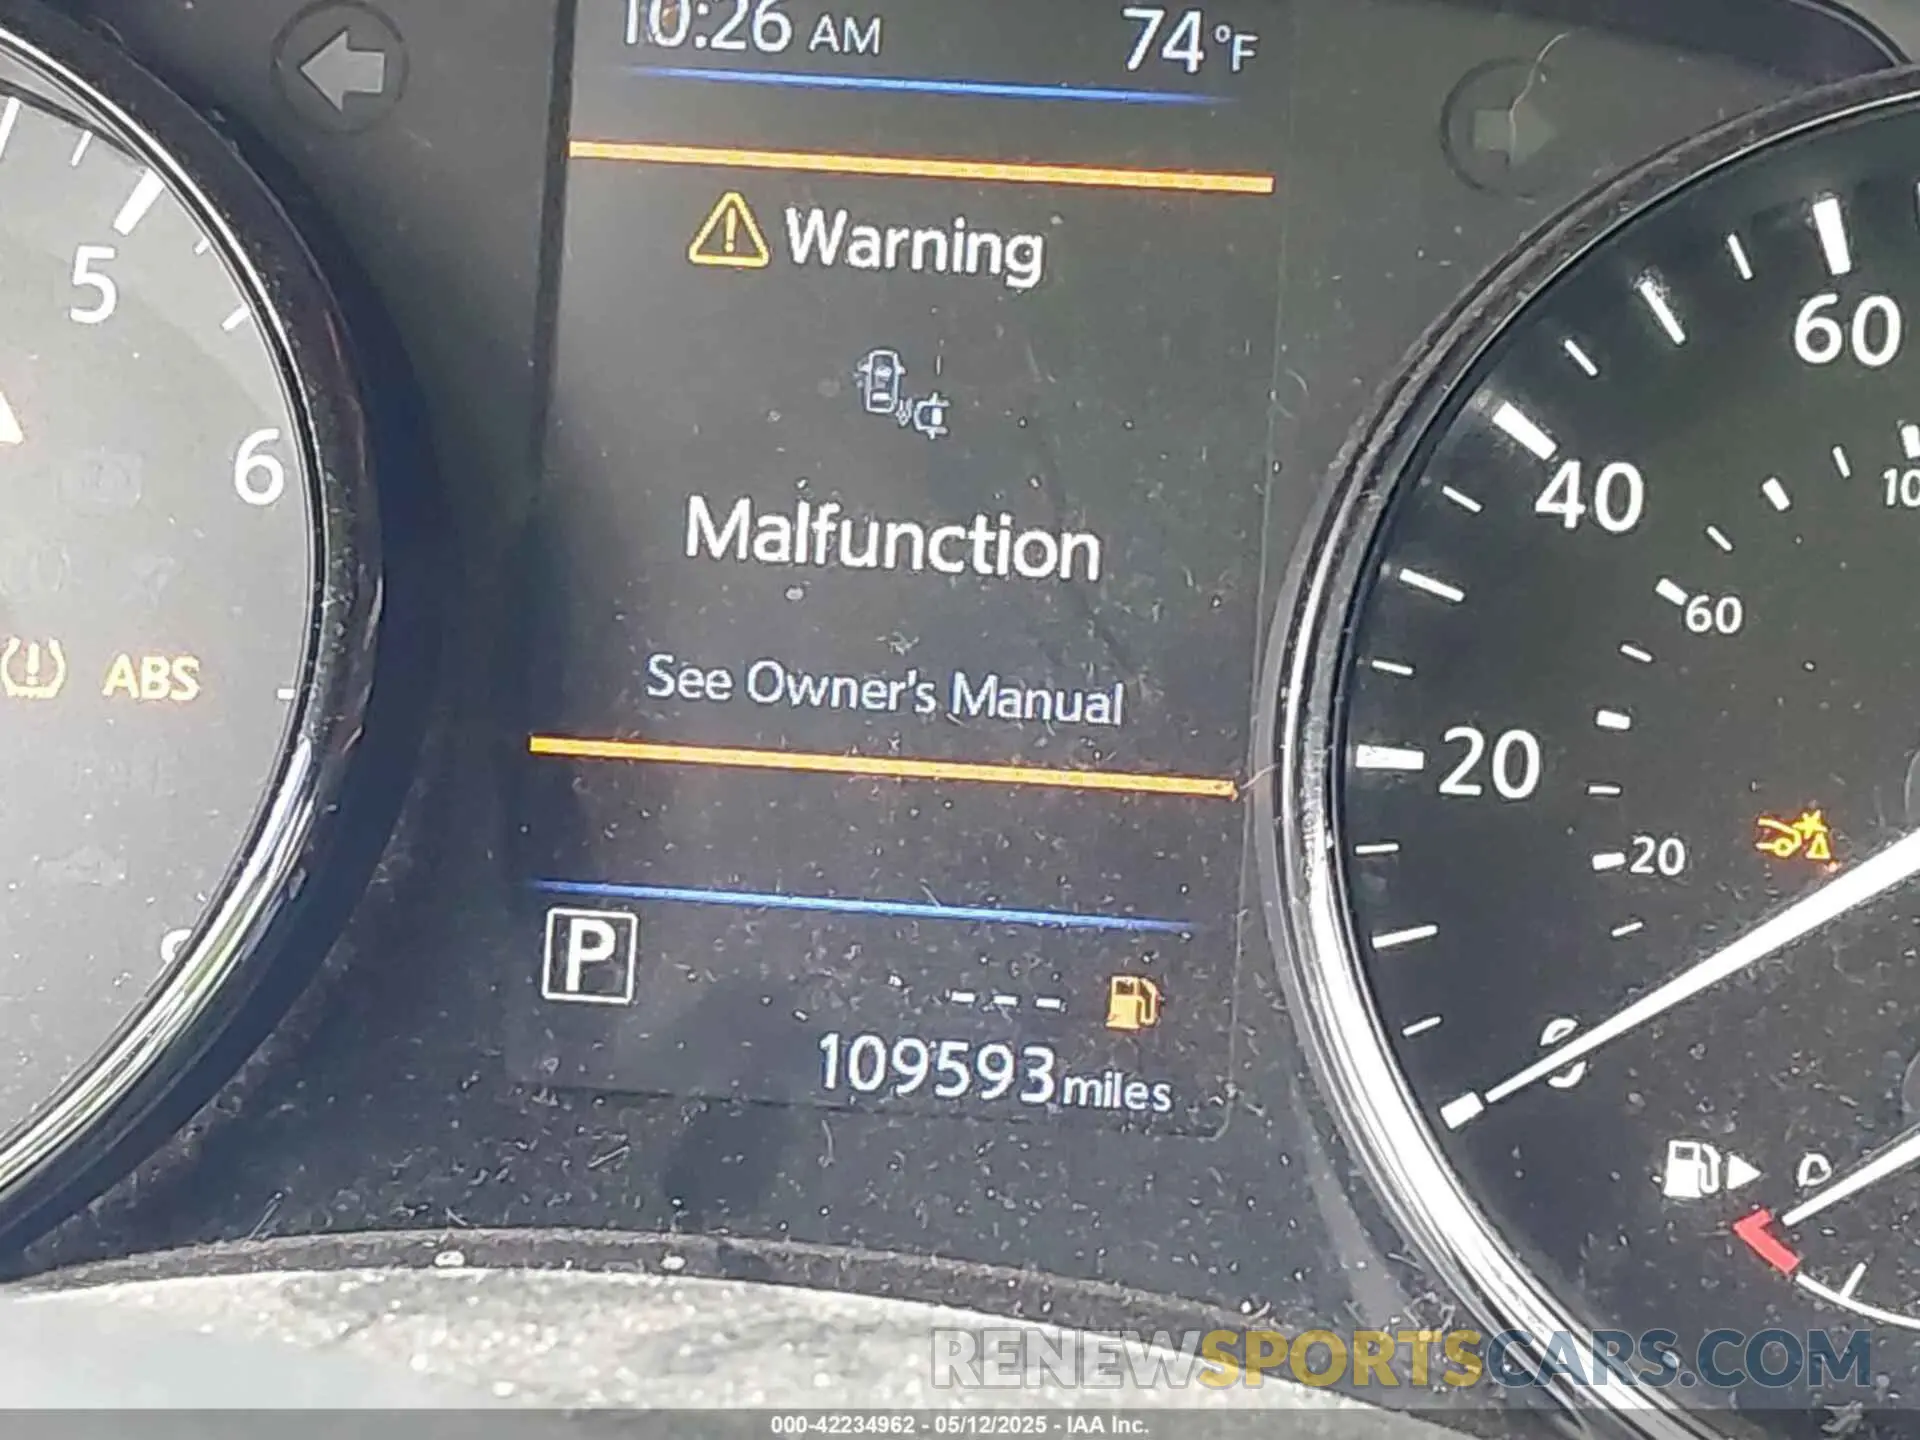 10:26 AM 74°F
Warning
5
6
Malfunction
See Owner's Manual
ABS
60
40
10
60
20
20
P
---
109593 miles
RENEWSPORTSCARS.COM
000-42234962 - 05/12/2025 - IAA Inc.